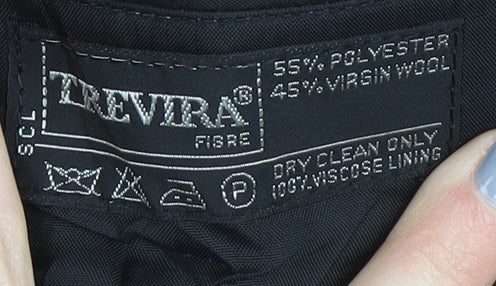 SCL
TREVIRA®
FIBRE
55% POLYESTER
45% VIRGIN WOOL
P
DRY CLEAN ONLY
100% VISCOSE LINING